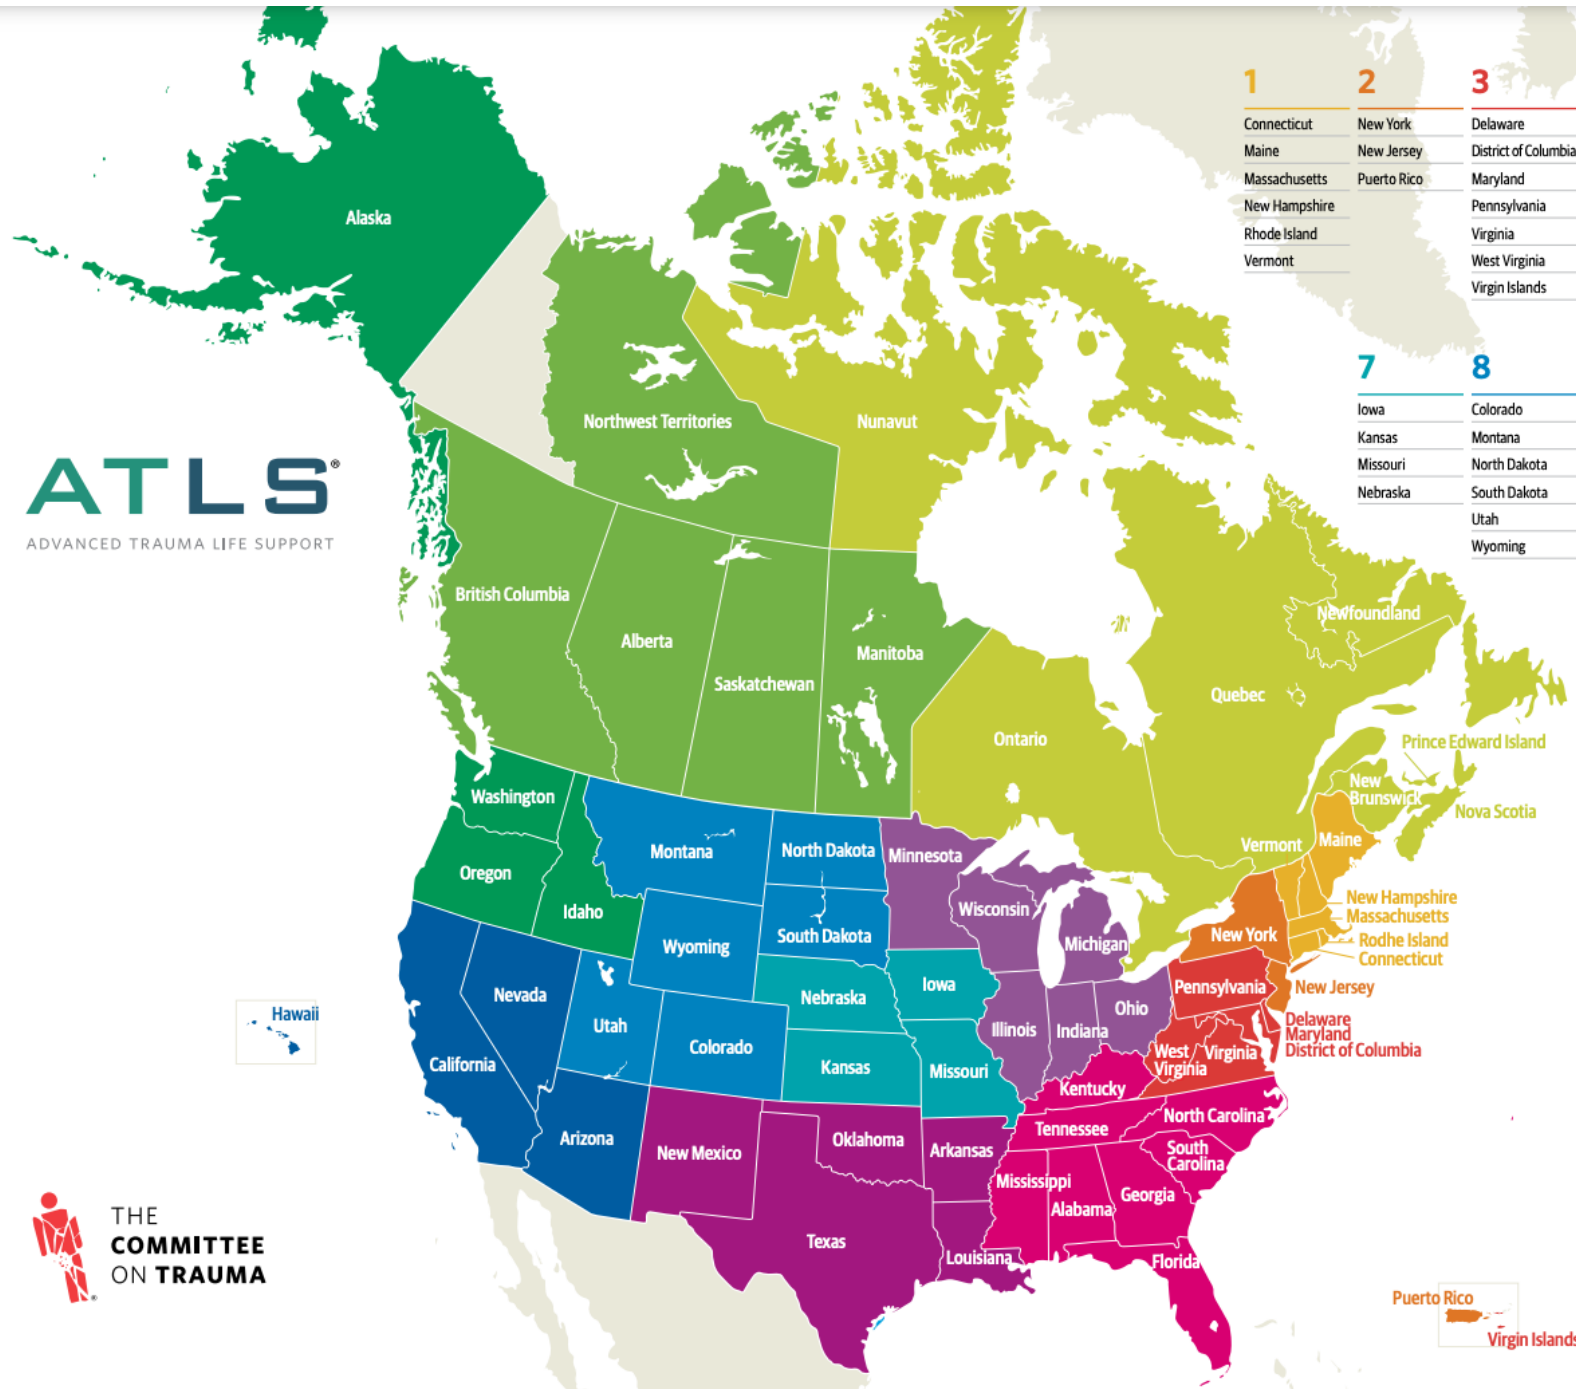 1
Connecticut
Maine
Massachusetts
New Hampshire
Rhode Island
Vermont
2
New York
New Jersey
Puerto Rico
3
Delaware
District of Columbia
Maryland
Pennsylvania
Virginia
West Virginia
Virgin Islands
7
Iowa
Kansas
Missouri
Nebraska
8
Colorado
Montana
North Dakota
South Dakota
Utah
Wyoming
Alaska
Northwest Territories
Nunavut
ATLS®
ADVANCED TRAUMA LIFE SUPPORT
British Columbia
Alberta
Saskatchewan
Manitoba
Ontario
Quebec
Newfoundland
Prince Edward Island
New
Brunswick
Nova Scotia
Washington
Oregon
Idaho
Montana
North Dakota
Minnesota
Wisconsin
Michigan
Vermont
Maine
New Hampshire
Massachusetts
Rodhe Island
Connecticut
New York
Wyoming
South Dakota
Nebraska
Iowa
Illinois
Indiana
Ohio
Pennsylvania
New Jersey
Delaware
Maryland
District of Columbia
Hawaii
California
Nevada
Utah
Colorado
Kansas
Missouri
Kentucky
West
Virginia
Virginia
Arizona
New Mexico
Oklahoma
Arkansas
Tennessee
North Carolina
South
Carolina
Mississippi
Alabama
Georgia
Texas
Louisiana
Florida
THE
COMMITTEE
ON TRAUMA
®
Puerto Rico
Virgin Islands